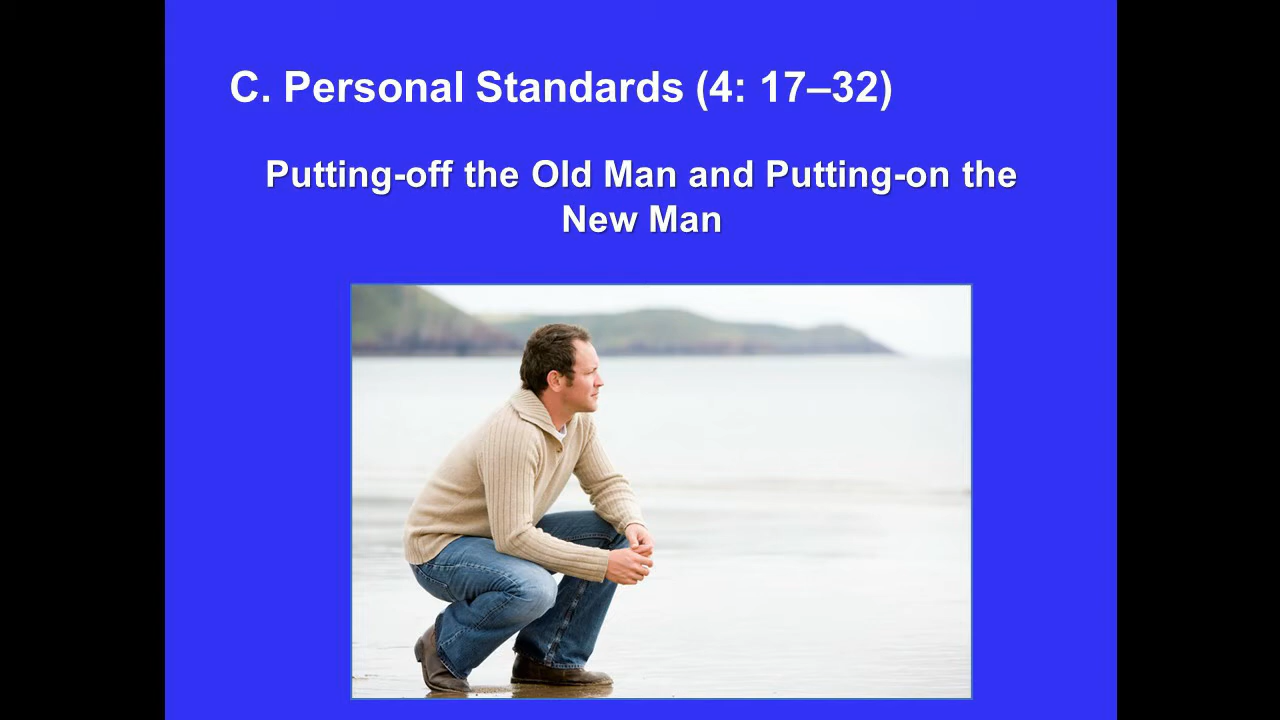 C. Personal Standards (4: 17–32)
Putting-off the Old Man and Putting-on the
New Man